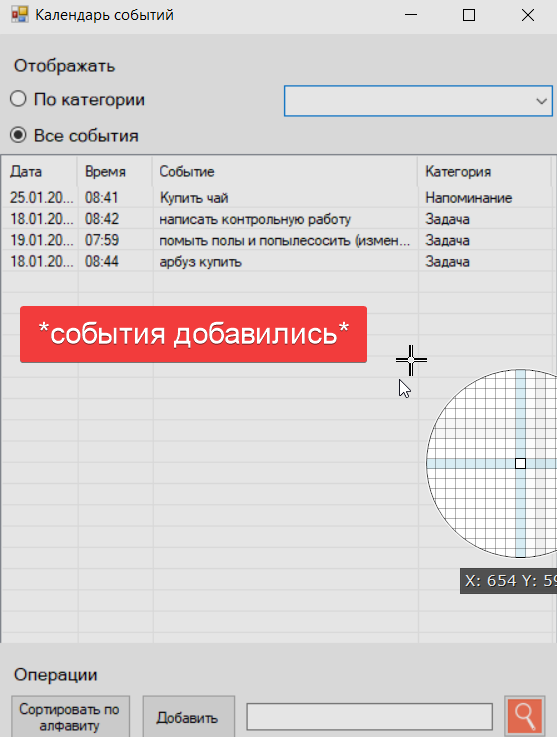 Календарь событий
Отображать
По категории
Все события
Дата Время Событие Категория
25.01.20... 08:41 Купить чай Напоминание
18.01.20... 08:42 написать контрольную работу Задача
19.01.20... 07:59 помыть полы и попылесосить (измен... Задача
18.01.20... 08:44 арбуз купить Задача
*события добавились*
X: 654 Y: 59
Операции
Сортировать по
алфавиту
Добавить